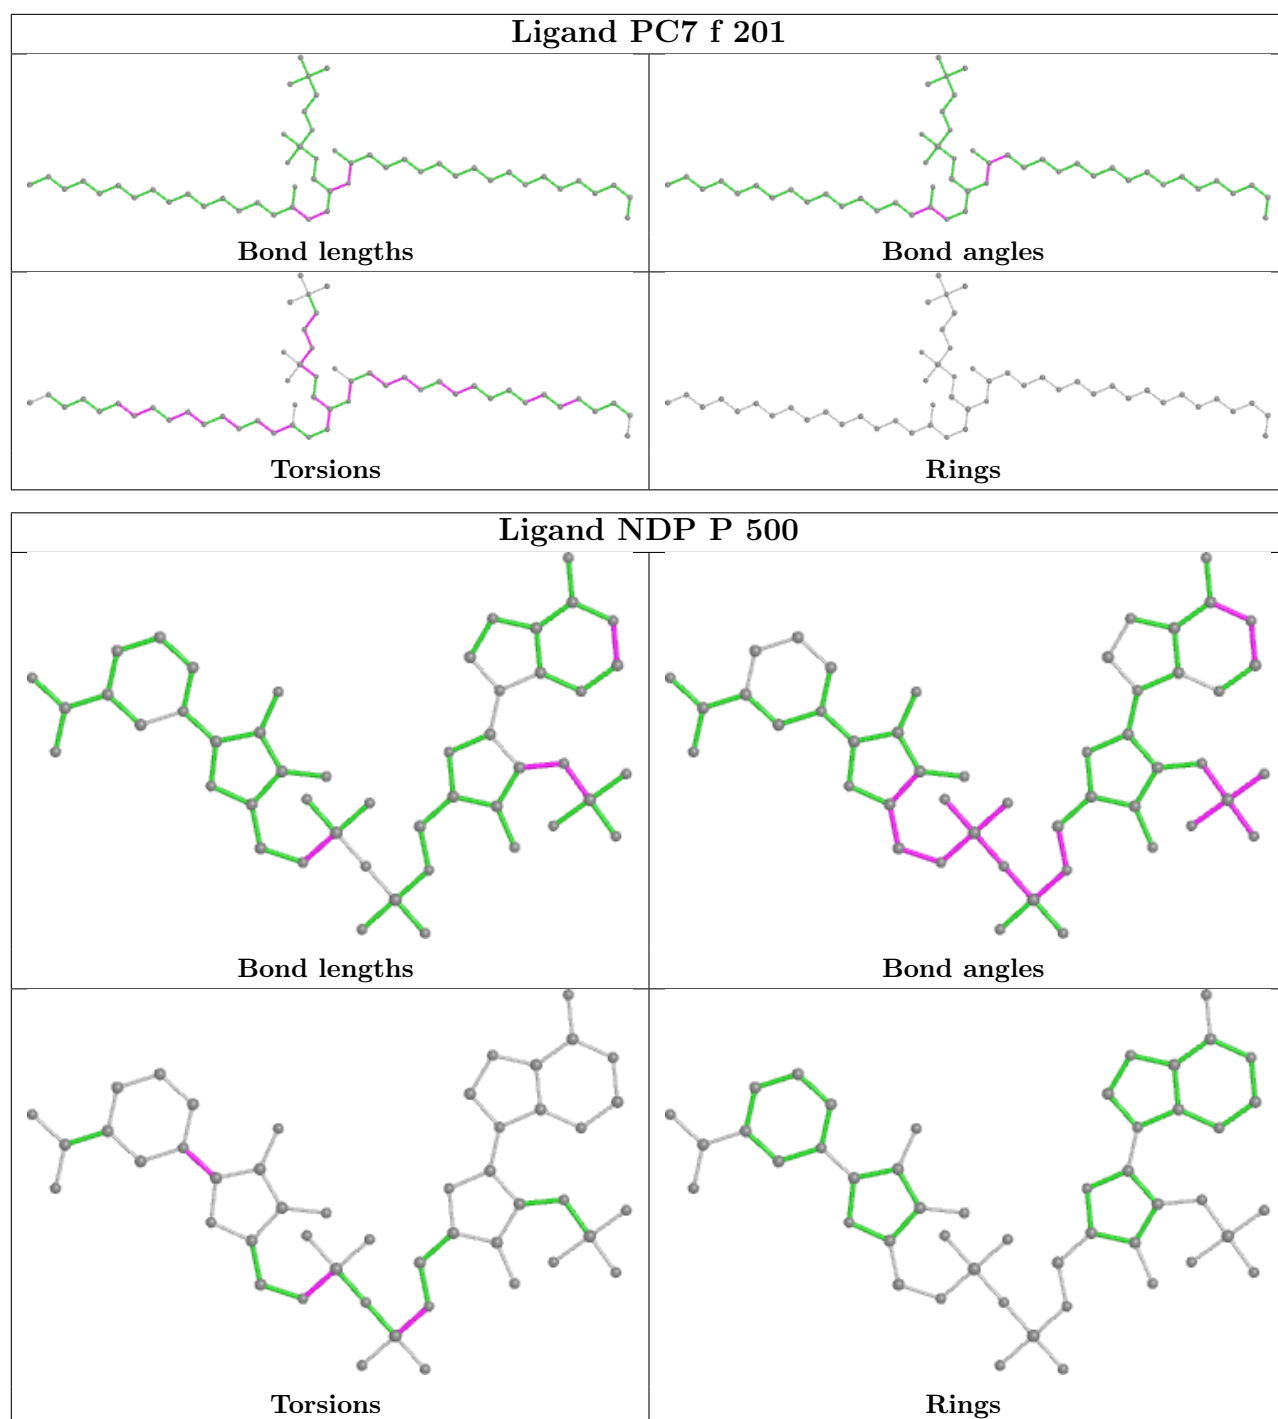 Ligand PC7 f 201
Bond lengths
Bond angles
Torsions
Rings
Ligand NDP P 500
Bond lengths
Bond angles
Torsions
Rings